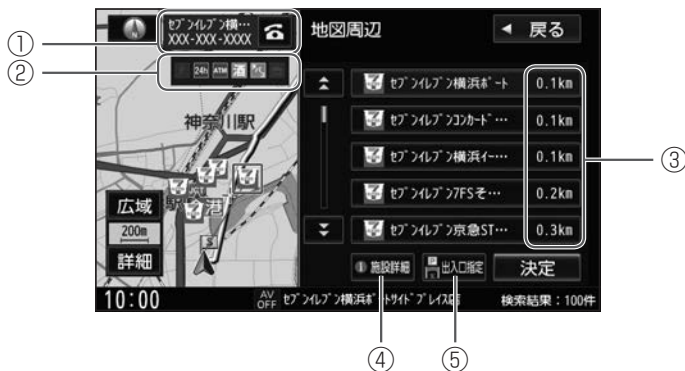 ①
セブンイレブン横…
XXX-XXX-XXXX
地図周辺
◀ 戻る
②
24h ATM 酒
セブンイレブン横浜ポート 0.1km
神奈川駅
セブンイレブンコンカード… 0.1km
セブンイレブン横浜イー… 0.1km
③
セブンイレブン7FSそ… 0.2km
広域
駅
港
200m
セブンイレブン京急ST… 0.3km
S
詳細
施設詳細
出入口指定
決定
10:00
AV OFF
セブンイレブン横浜ポートサイドプレイス店
検索結果:100件
④
⑤